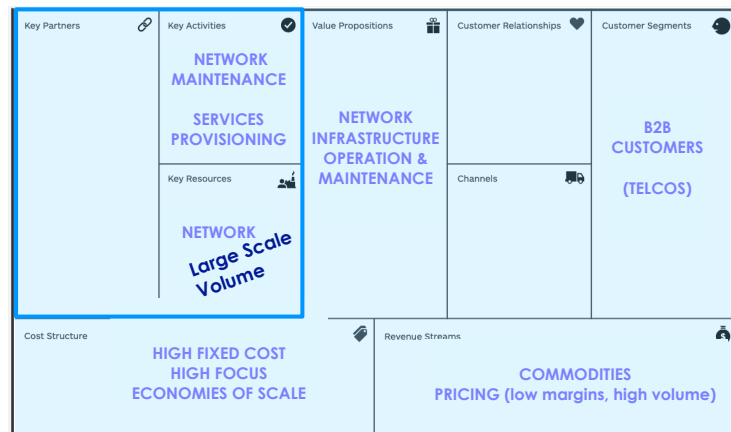 Key Partners
Key Activities
NETWORK
MAINTENANCE
SERVICES
PROVISIONING
Key Resources
NETWORK
Large Scale
Volume
Value Propositions
NETWORK
INFRASTRUCTURE
OPERATION &
MAINTENANCE
Customer Relationships
Channels
Customer Segments
B2B
CUSTOMERS
(TELCOS)
Cost Structure
HIGH FIXED COST
HIGH FOCUS
ECONOMIES OF SCALE
Revenue Streams
COMMODITIES
PRICING (low margins, high volume)